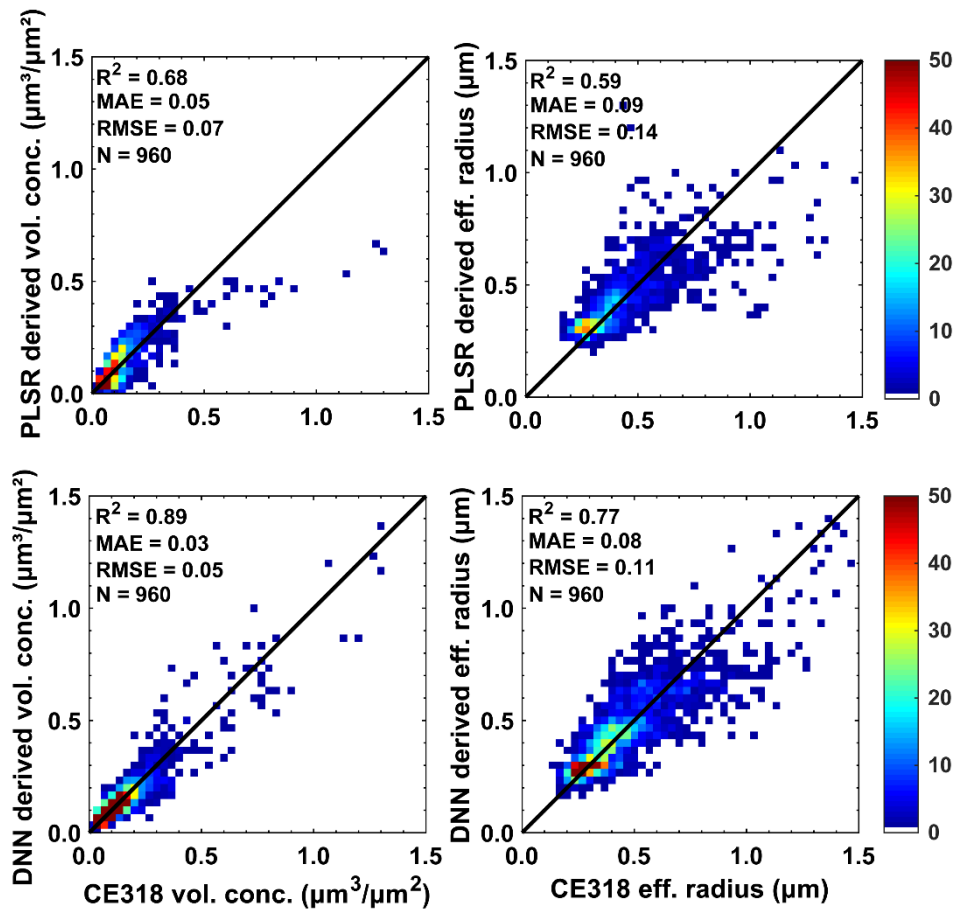 PLSR derived vol. conc. (µm³/µm²)
1.5
1.0
0.5
0.0
R² = 0.68
MAE = 0.05
RMSE = 0.07
N = 960
0.0 0.5 1.0 1.5
PLSR derived eff. radius (µm)
1.5
1.0
0.5
0.0
R² = 0.59
MAE = 0.09
RMSE = 0.14
N = 960
0.0 0.5 1.0 1.5
50
40
30
20
10
0
DNN derived vol. conc. (µm³/µm²)
1.5
1.0
0.5
0.0
R² = 0.89
MAE = 0.03
RMSE = 0.05
N = 960
0.0 0.5 1.0 1.5
CE318 vol. conc. (µm³/µm²)
DNN derived eff. radius (µm)
1.5
1.0
0.5
0.0
R² = 0.77
MAE = 0.08
RMSE = 0.11
N = 960
0.0 0.5 1.0 1.5
CE318 eff. radius (µm)
50
40
30
20
10
0